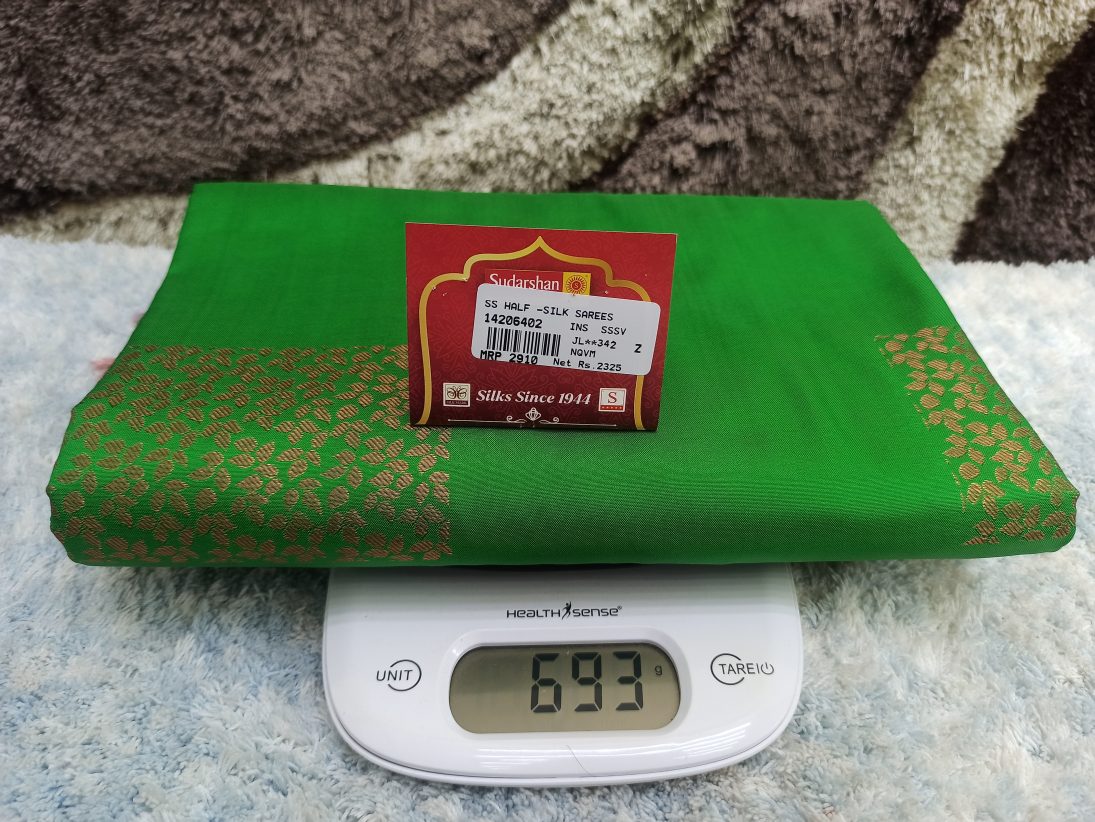 Sudarshan
SS HALF -SILK SAREES
14206402 INS SSSV
JL**342 Z
NQVM
MRP 2910 Net Rs.2325
Silks Since 1944
S
HEALTH SENSE®
UNIT
693 g
TARE/